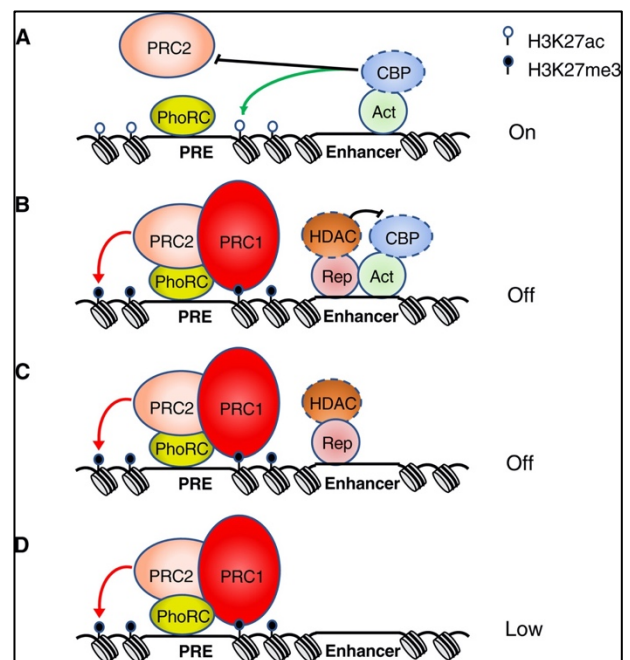 A
PRC2
CBP
H3K27ac
H3K27me3
PhoRC
Act
PRE
Enhancer
On
B
PRC2
PRC1
HDAC
CBP
PhoRC
Rep
Act
PRE
Enhancer
Off
C
PRC2
PRC1
HDAC
PhoRC
Rep
PRE
Enhancer
Off
D
PRC2
PRC1
PhoRC
PRE
Enhancer
Low